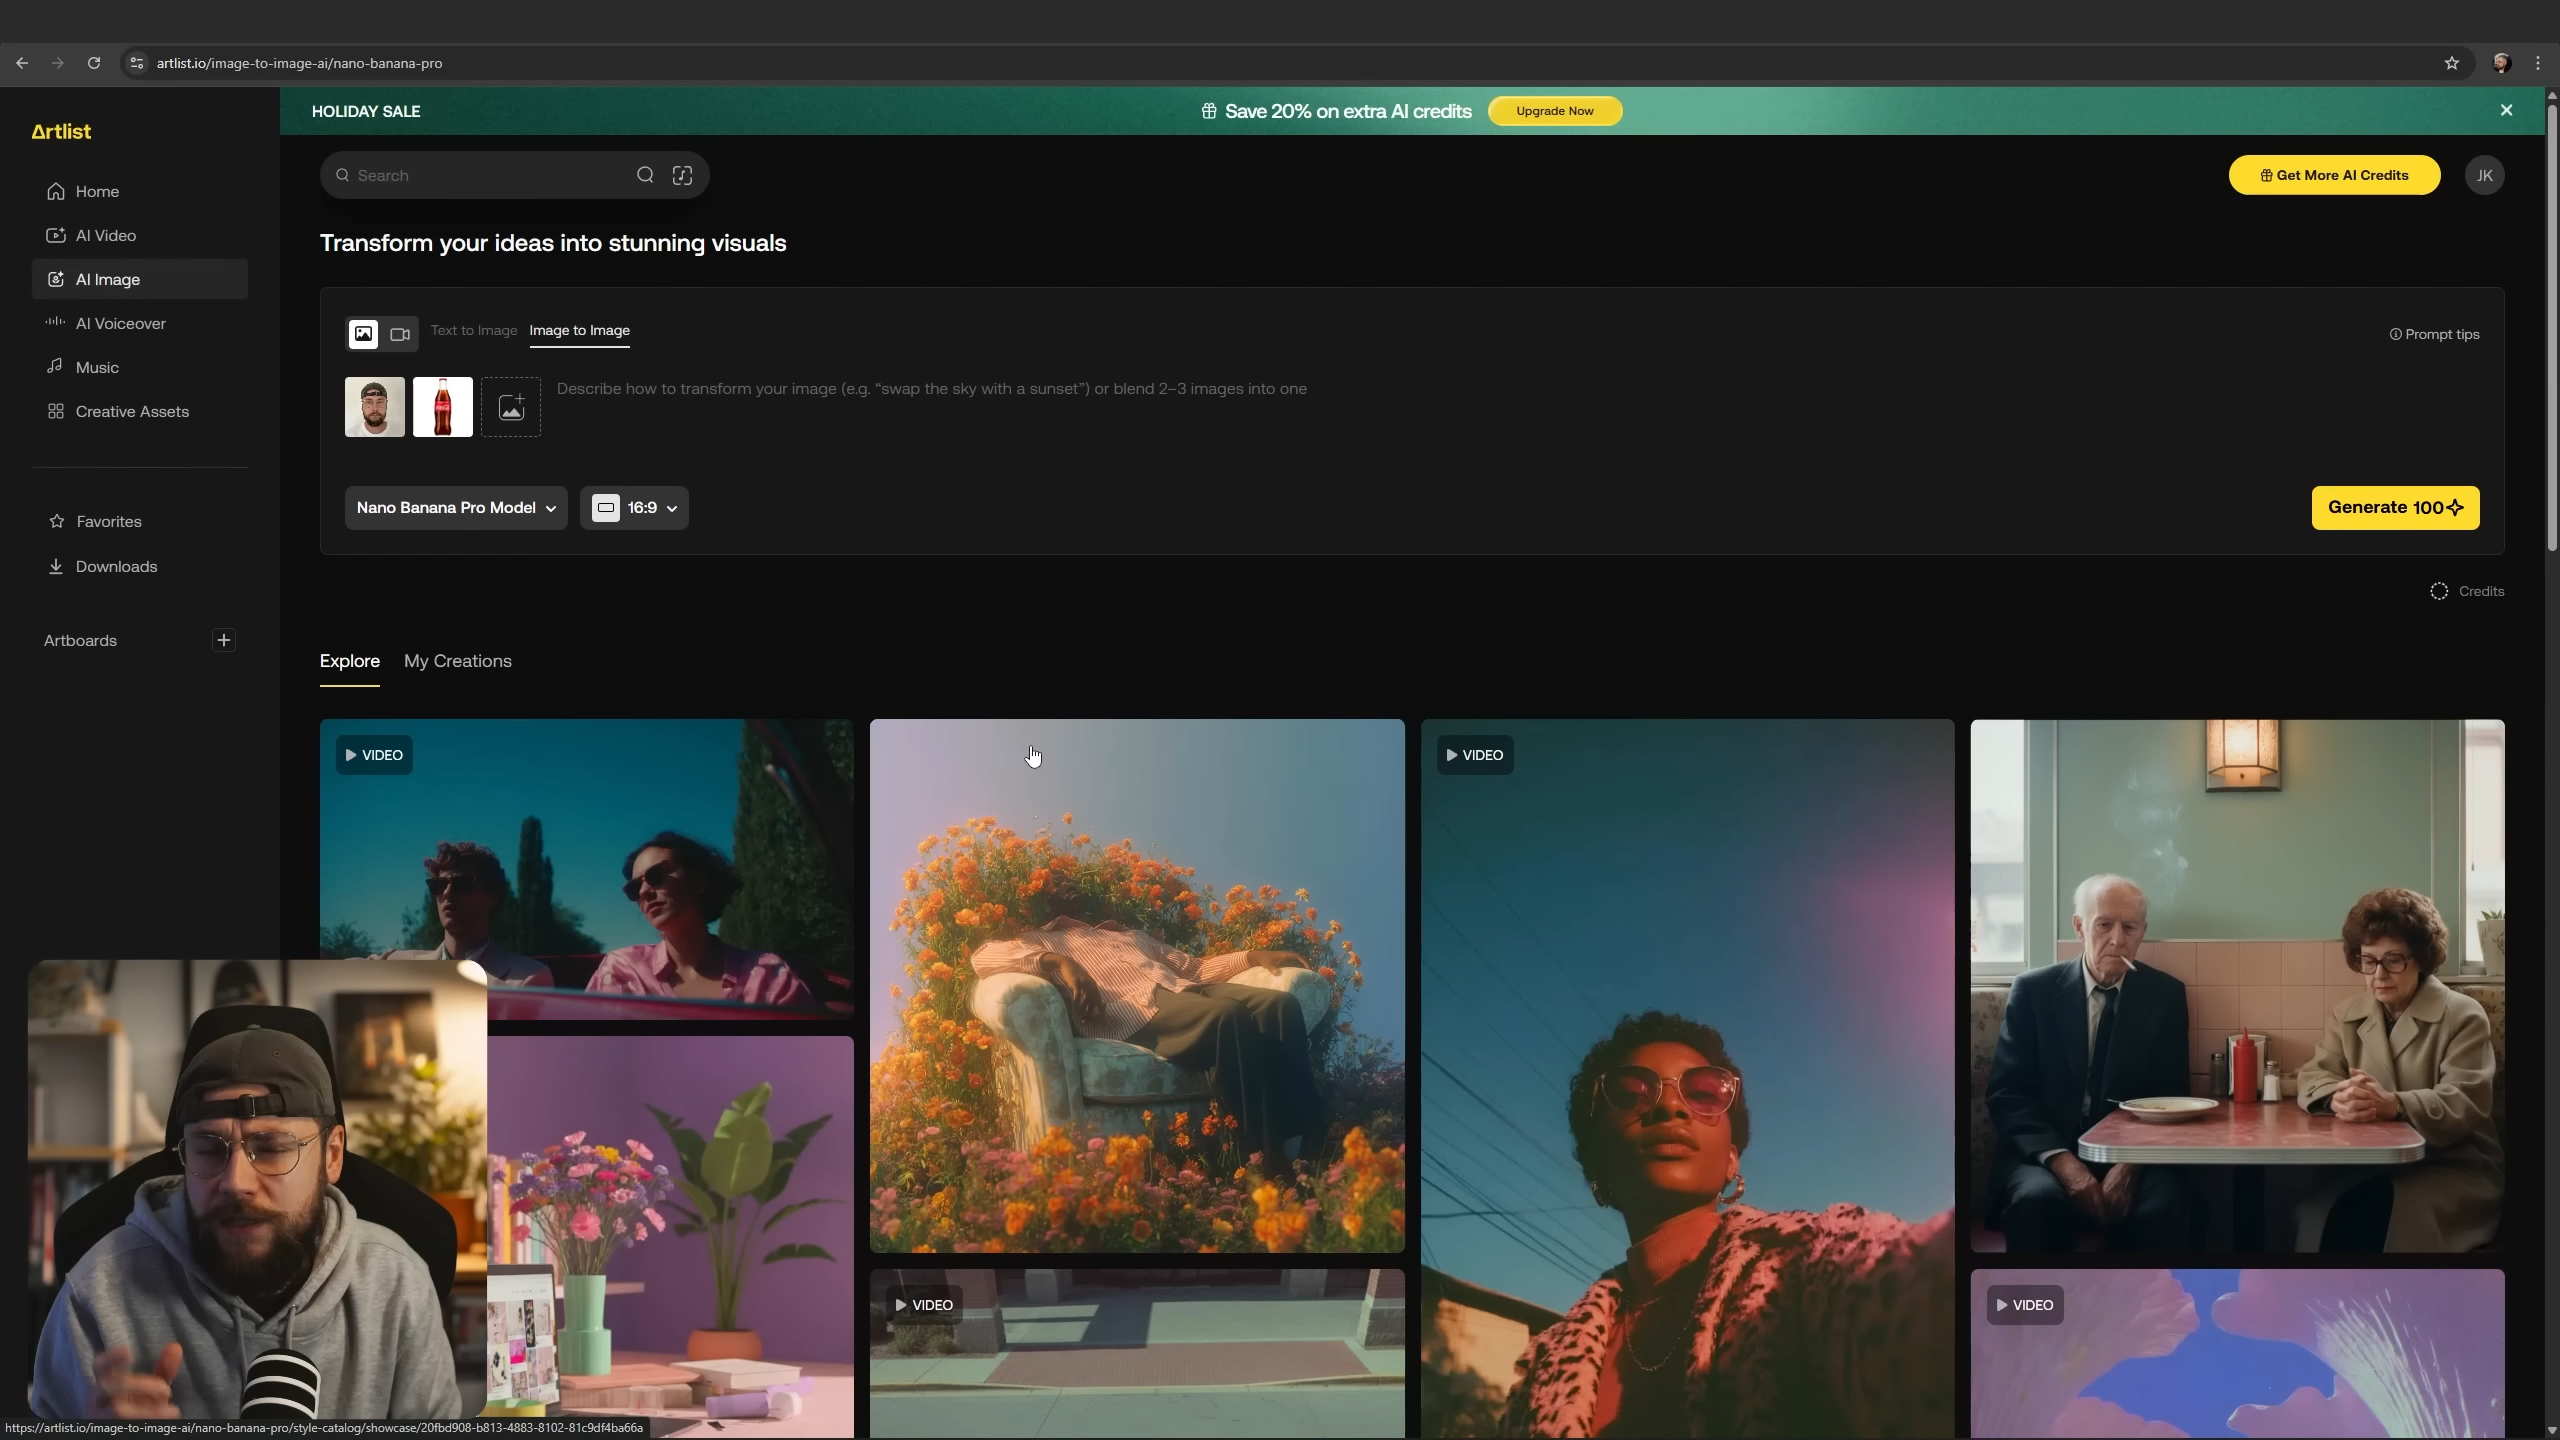 artlist.io/image-to-image-ai/nano-banana-pro
HOLIDAY SALE
Save 20% on extra AI credits
Upgrade Now
Artlist
Search
Get More AI Credits
JK
Home
AI Video
AI Image
AI Voiceover
Music
Creative Assets
Favorites
Downloads
Artboards
Transform your ideas into stunning visuals
Text to Image
Image to Image
Prompt tips
Describe how to transform your image (e.g. “swap the sky with a sunset”) or blend 2–3 images into one
Nano Banana Pro Model
16:9
Generate 100
Credits
Explore
My Creations
VIDEO
VIDEO
VIDEO
VIDEO
https://artlist.io/image-to-image-ai/nano-banana-pro/style-catalog/showcase/20fbd908-b813-4883-8102-81c9df4ba66a